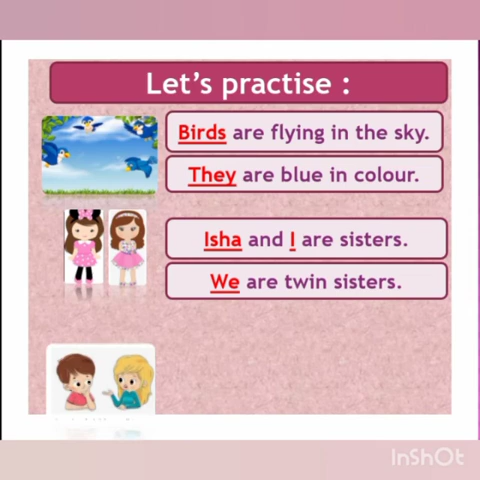 Let's practise :
Birds are flying in the sky.
They are blue in colour.
Isha and I are sisters.
We are twin sisters.
InShOt